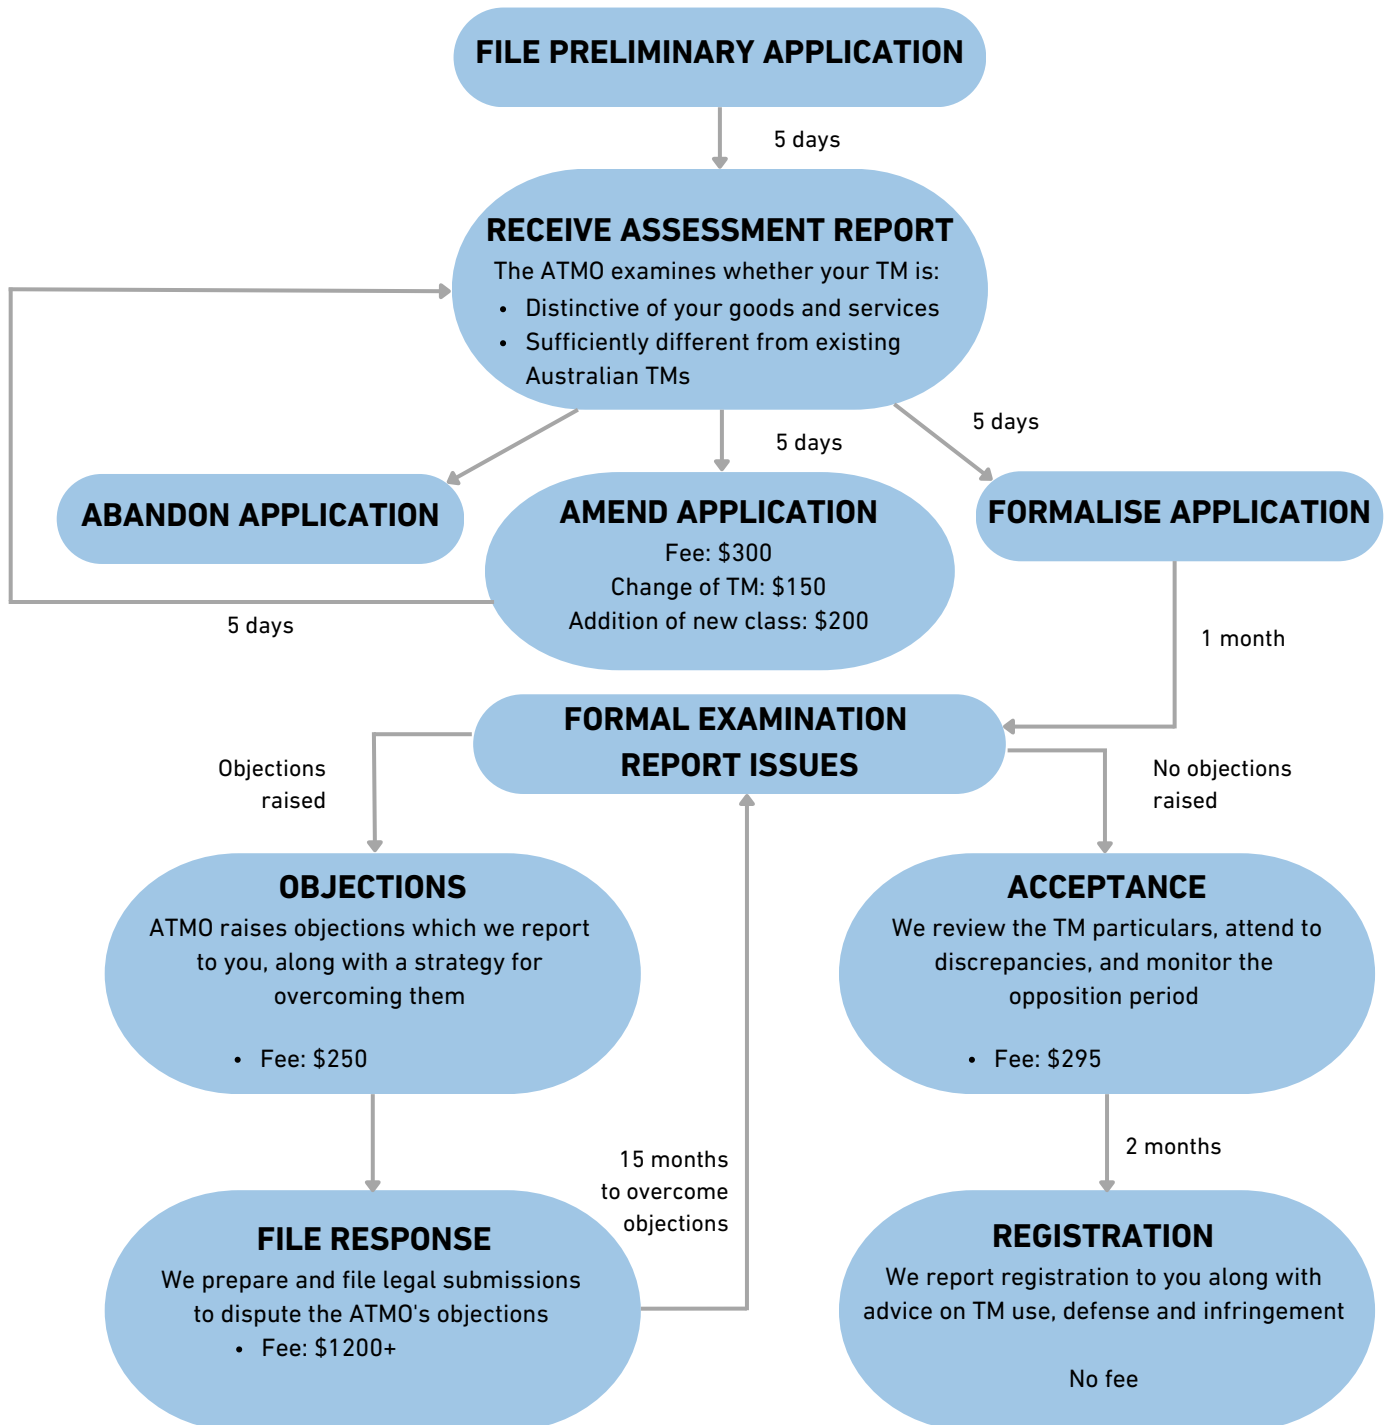 FILE PRELIMINARY APPLICATION
5 days
RECEIVE ASSESSMENT REPORT
The ATMO examines whether your TM is:
• Distinctive of your goods and services
• Sufficiently different from existing
Australian TMs
5 days
5 days
ABANDON APPLICATION
AMEND APPLICATION
Fee: $300
Change of TM: $150
Addition of new class: $200
FORMALISE APPLICATION
5 days
1 month
FORMAL EXAMINATION
REPORT ISSUES
Objections
raised
No objections
raised
OBJECTIONS
ATMO raises objections which we report
to you, along with a strategy for
overcoming them
• Fee: $250
ACCEPTANCE
We review the TM particulars, attend to
discrepancies, and monitor the
opposition period
• Fee: $295
15 months
to overcome
objections
2 months
FILE RESPONSE
We prepare and file legal submissions
to dispute the ATMO's objections
• Fee: $1200+
REGISTRATION
We report registration to you along with
advice on TM use, defense and infringement
No fee